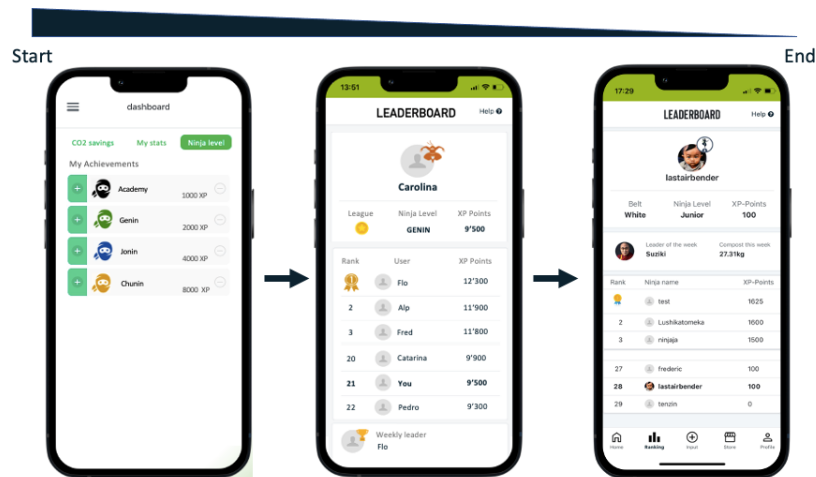 Start
End
dashboard
CO2 savings My stats Ninja level
My Achievements
+ Academy 1000 XP
+ Genin 2000 XP
+ Jonin 4000 XP
+ Chunin 8000 XP
13:51
LEADERBOARD Help ?
Carolina
League Ninja Level XP Points
GENIN 9'500
Rank User XP Points
1 Flo 12'300
2 Alp 11'900
3 Fred 11'800
20 Catarina 9'900
21 You 9'500
22 Pedro 9'300
Weekly leader
Flo
17:29
LEADERBOARD Help ?
lastairbender
Belt Ninja Level XP-Points
White Junior 100
Leader of the week Compost this week
Suziki 27.31kg
Rank Ninja name XP-Points
test 1625
2 Lushikatomeka 1600
3 ninjaja 1500
27 frederic 100
28 lastairbender 100
29 tenzin 0
Home Ranking Input Store Profile